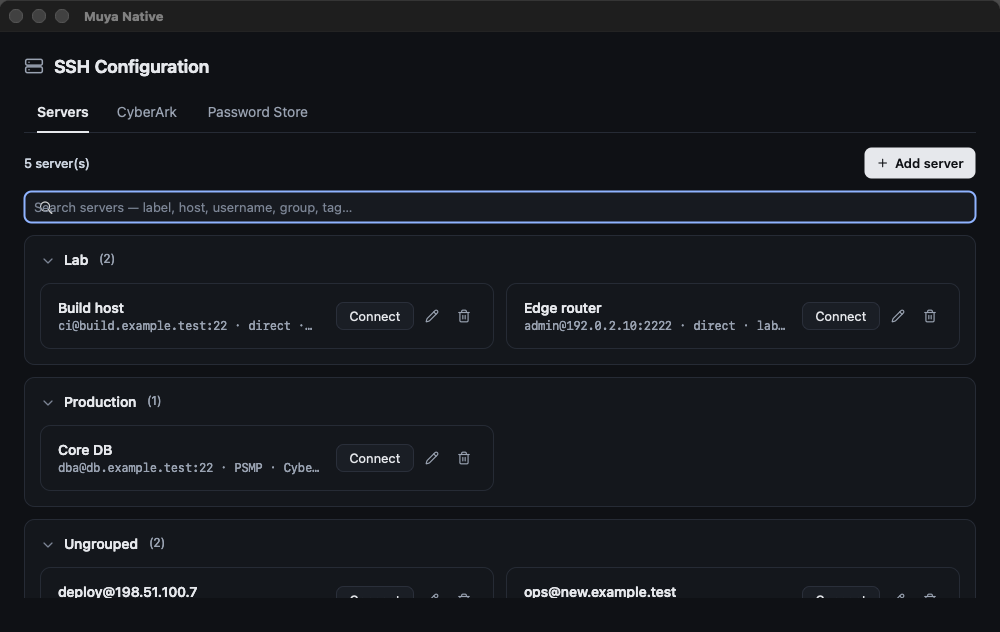 Muya Native
SSH Configuration
Servers CyberArk Password Store
5 server(s)
+ Add server
Search servers — label, host, username, group, tag…
Lab (2)
Build host
ci@build.example.test:22 · direct ·…
Connect
Edge router
admin@192.0.2.10:2222 · direct · lab…
Connect
Production (1)
Core DB
dba@db.example.test:22 · PSMP · Cybe…
Connect
Ungrouped (2)
deploy@198.51.100.7
Connect
ops@new.example.test
Connect